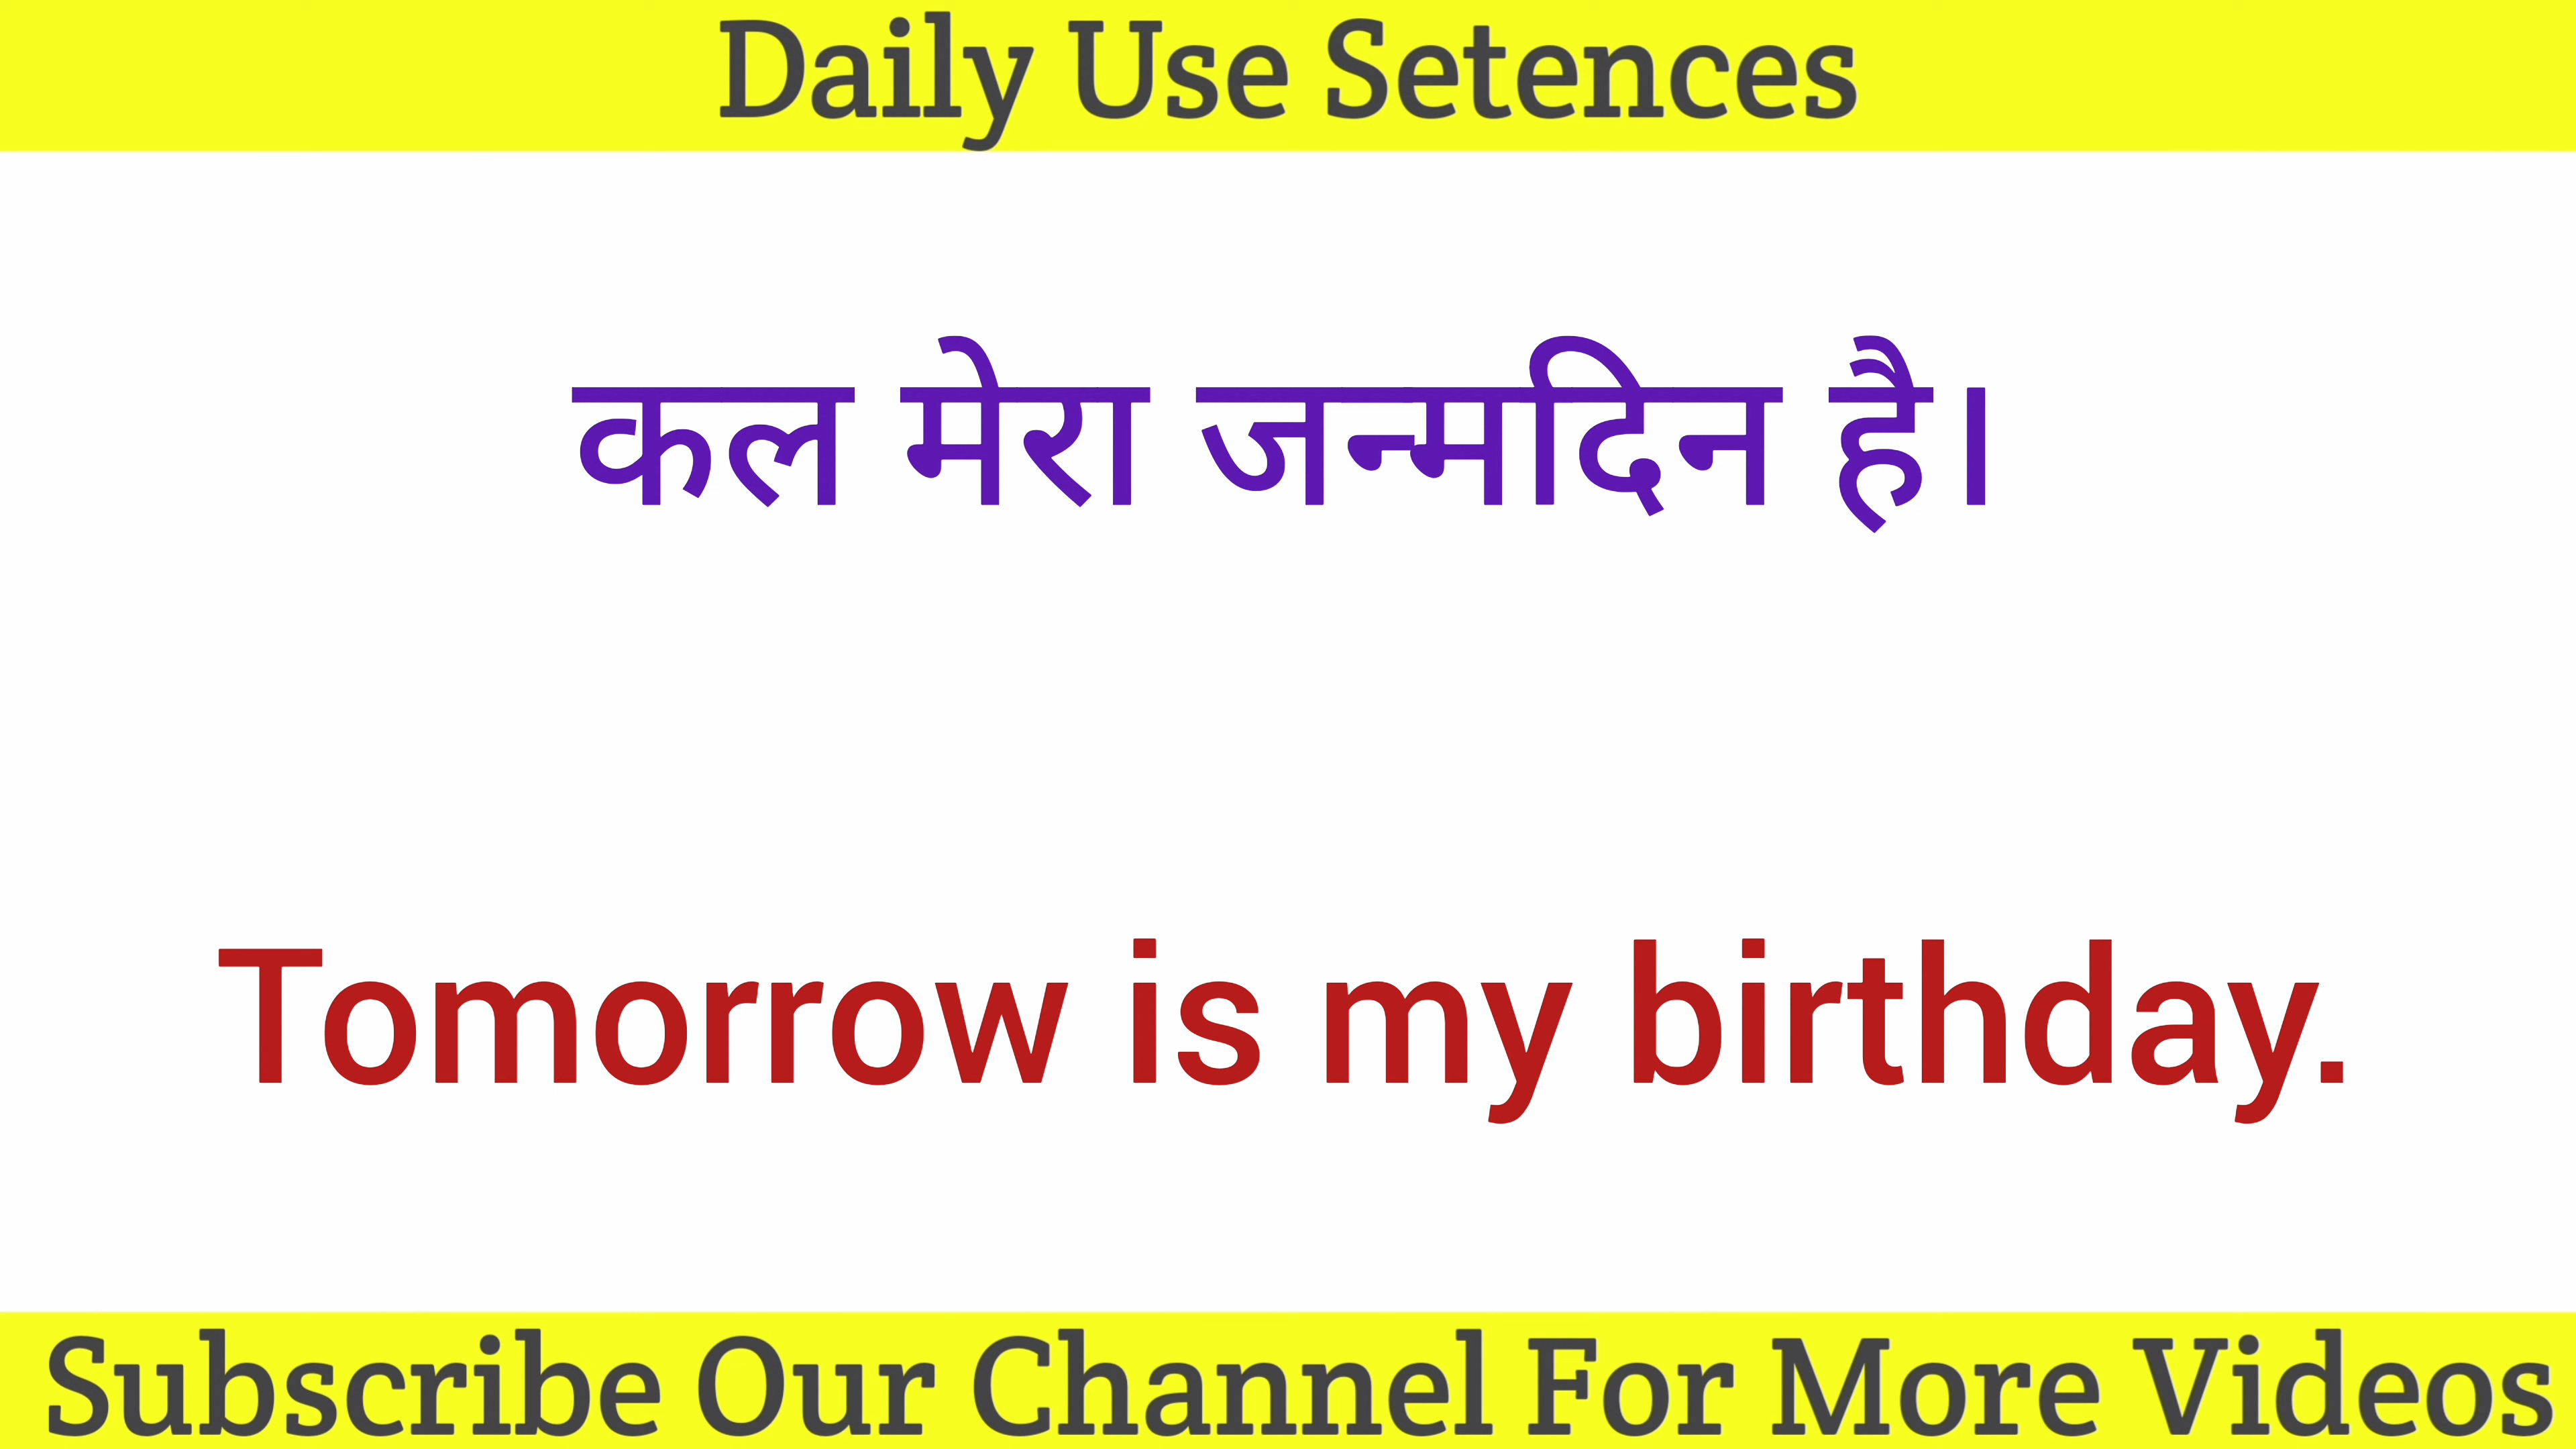 Daily Use Setences
कल मेरा जन्मदिन है।
Tomorrow is my birthday.
Subscribe Our Channel For More Videos